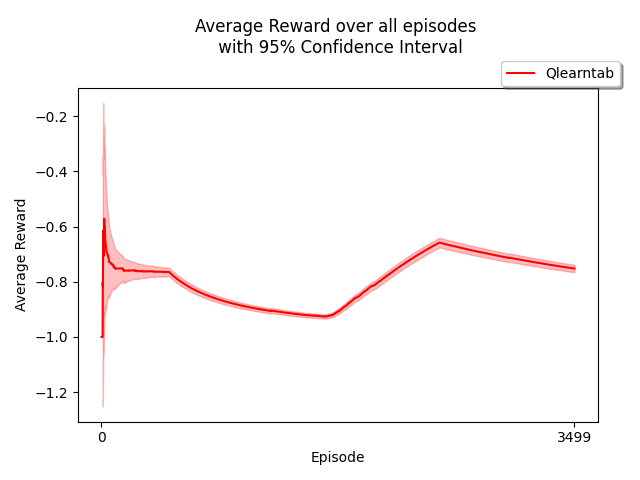 Average Reward over all episodes
with 95% Confidence Interval
Qlearntab
−0.2
−0.4
−0.6
−0.8
−1.0
−1.2
Average Reward
0
3499
Episode